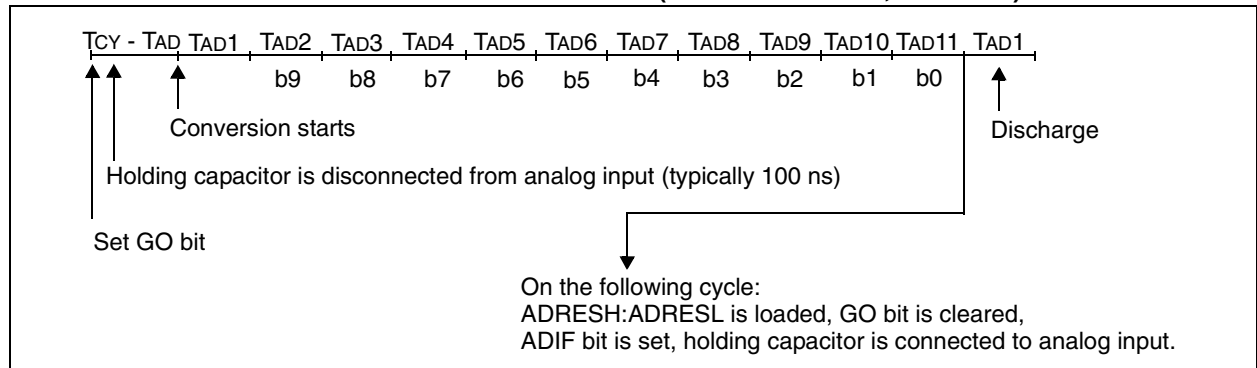 TCY - TAD TAD1 TAD2 TAD3 TAD4 TAD5 TAD6 TAD7 TAD8 TAD9 TAD10 TAD11 TAD1
b9 b8 b7 b6 b5 b4 b3 b2 b1 b0
Conversion starts
Discharge
Holding capacitor is disconnected from analog input (typically 100 ns)
Set GO bit
On the following cycle:
ADRESH:ADRESL is loaded, GO bit is cleared,
ADIF bit is set, holding capacitor is connected to analog input.